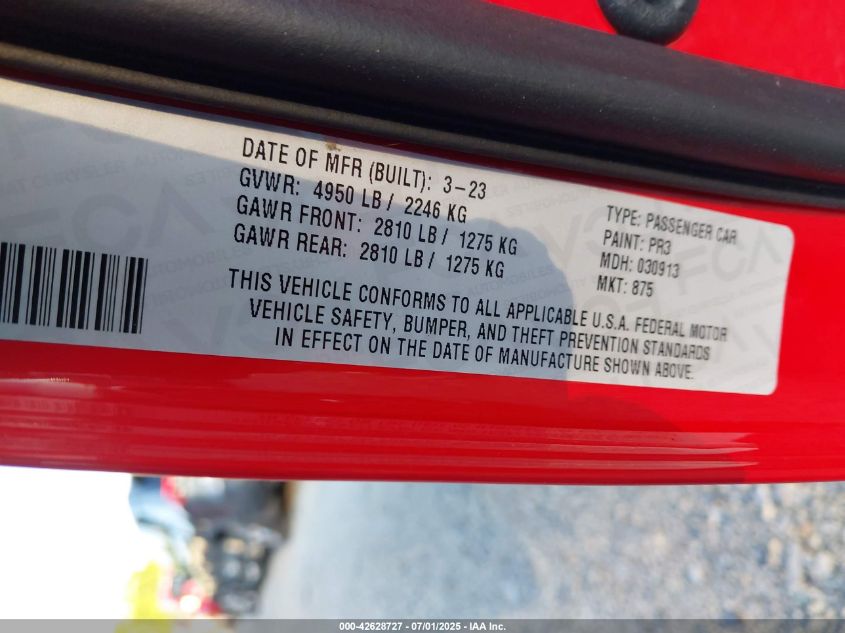 DATE OF MFR (BUILT): 3-23
GVWR: 4950 LB / 2246 KG
GAWR FRONT: 2810 LB / 1275 KG
GAWR REAR: 2810 LB / 1275 KG
TYPE: PASSENGER CAR
PAINT: PR3
MDH: 030913
MKT: 875
THIS VEHICLE CONFORMS TO ALL APPLICABLE U.S.A. FEDERAL MOTOR
VEHICLE SAFETY, BUMPER, AND THEFT PREVENTION STANDARDS
IN EFFECT ON THE DATE OF MANUFACTURE SHOWN ABOVE.
000-42628727 - 07/01/2025 - IAA Inc.